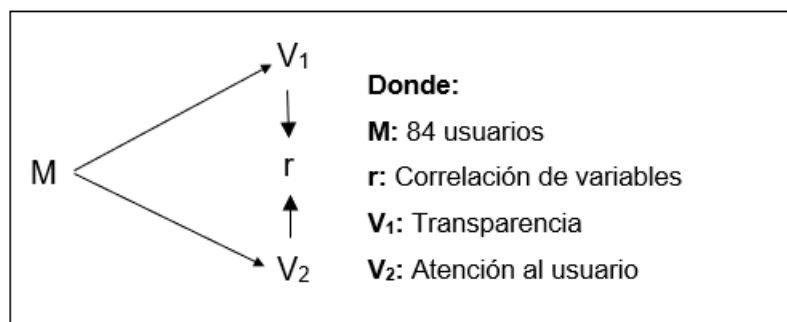 V₁
Donde:
M: 84 usuarios
M
r
r: Correlación de variables
V₁: Transparencia
V₂
V₂: Atención al usuario